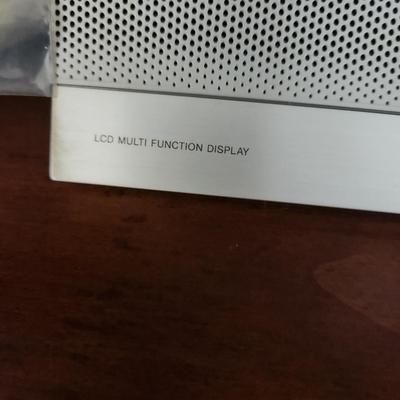 LCD MULTI FUNCTION DISPLAY